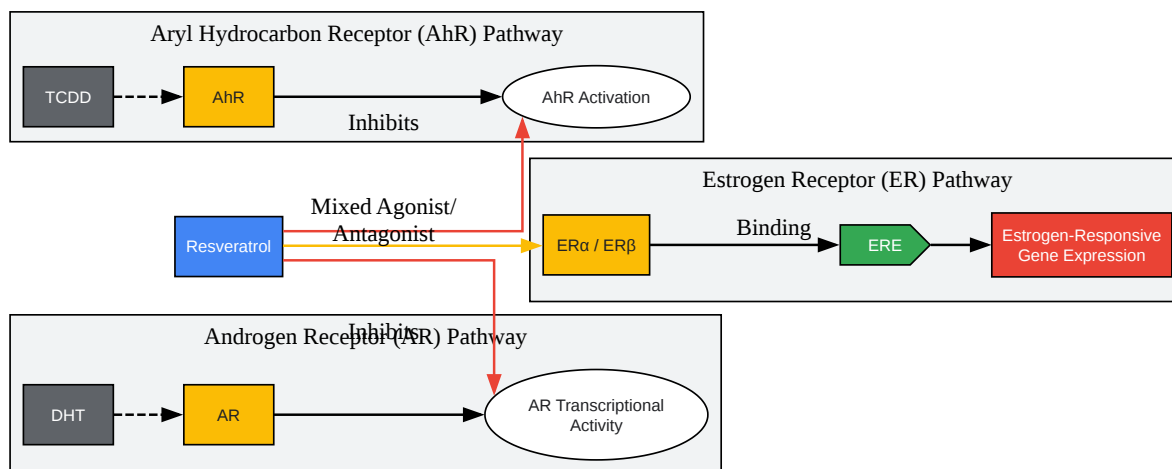 Aryl Hydrocarbon Receptor (AhR) Pathway
TCDD
AhR
AhR Activation
Inhibits
Estrogen Receptor (ER) Pathway
Mixed Agonist/
Antagonist
Resveratrol
ERα / ERβ
Binding
ERE
Estrogen-Responsive
Gene Expression
Inhibits
Androgen Receptor (AR) Pathway
DHT
AR
AR Transcriptional
Activity